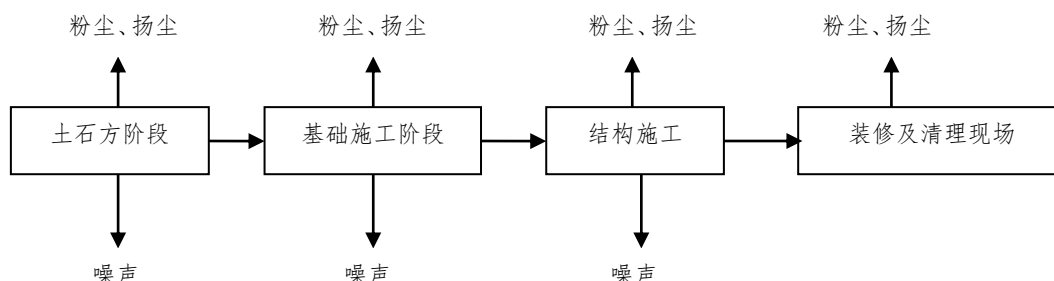 粉尘、扬尘 粉尘、扬尘 粉尘、扬尘 粉尘、扬尘
土石方阶段 基础施工阶段 结构施工 装修及清理现场
噪声 噪声 噪声